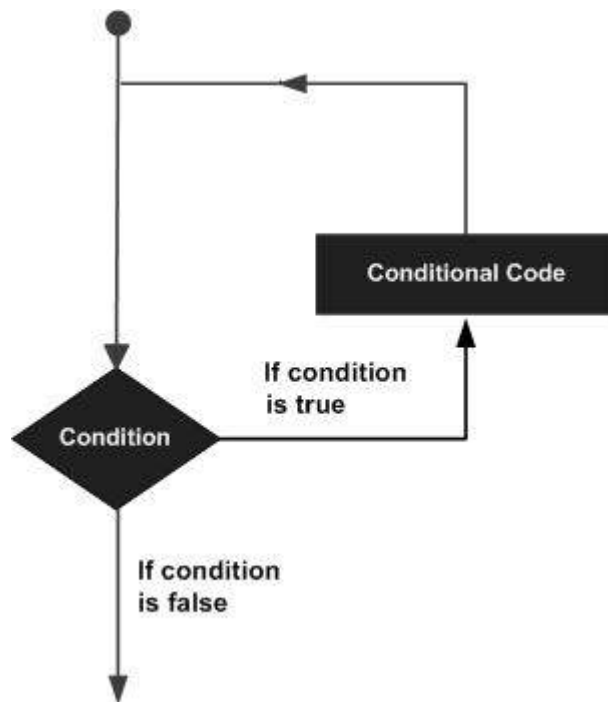 Conditional Code
If condition
is true
Condition
If condition
is false